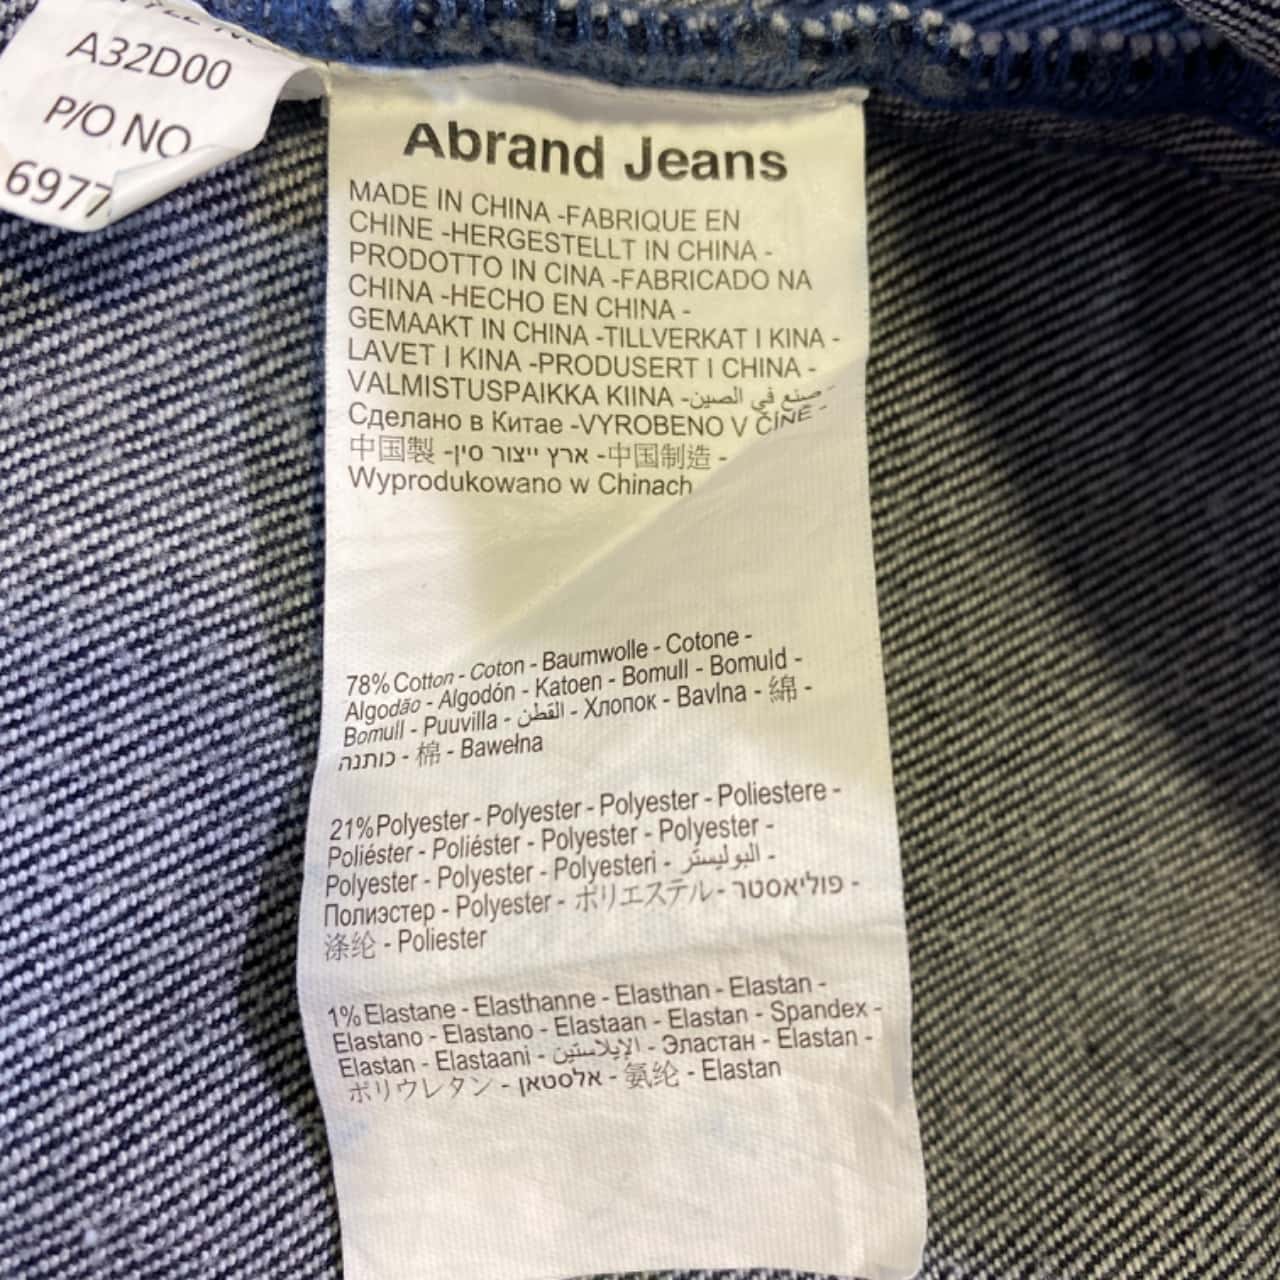 A32D00
P/O NO
6977
Abrand Jeans
MADE IN CHINA -FABRIQUE EN
CHINE -HERGESTELLT IN CHINA -
PRODOTTO IN CINA -FABRICADO NA
CHINA -HECHO EN CHINA -
GEMAAKT IN CHINA -TILLVERKAT I KINA -
LAVET I KINA -PRODUSERT I CHINA -
VALMISTUSPAIKKA KIINA -صنع في الصين -
Сделано в Китае -VYROBENO V ČÍNĚ -
中国製 -ארץ ייצור סין -中国制造 -
Wyprodukowano w Chinach
78% Cotton - Coton - Baumwolle - Cotone -
Algodão - Algodón - Katoen - Bomull - Bomuld -
Bomull - Puuvilla - القطن - Хлопок - Bavlna - 綿 -
כותנה - 棉 - Bawełna
21%Polyester - Polyester - Polyester - Poliestere -
Poliéster - Poliéster - Polyester - Polyester -
Polyester - Polyester - Polyesteri - البوليستر -
Полиэстер - Polyester - ポリエステル - פוליאסטר -
涤纶 - Poliester
1% Elastane - Elasthanne - Elasthan - Elastan -
Elastano - Elastano - Elastaan - Elastan - Spandex -
Elastan - Elastaani - الإيلاستين - Эластан - Elastan -
ポリウレタン - אלסטאן - 氨纶 - Elastan